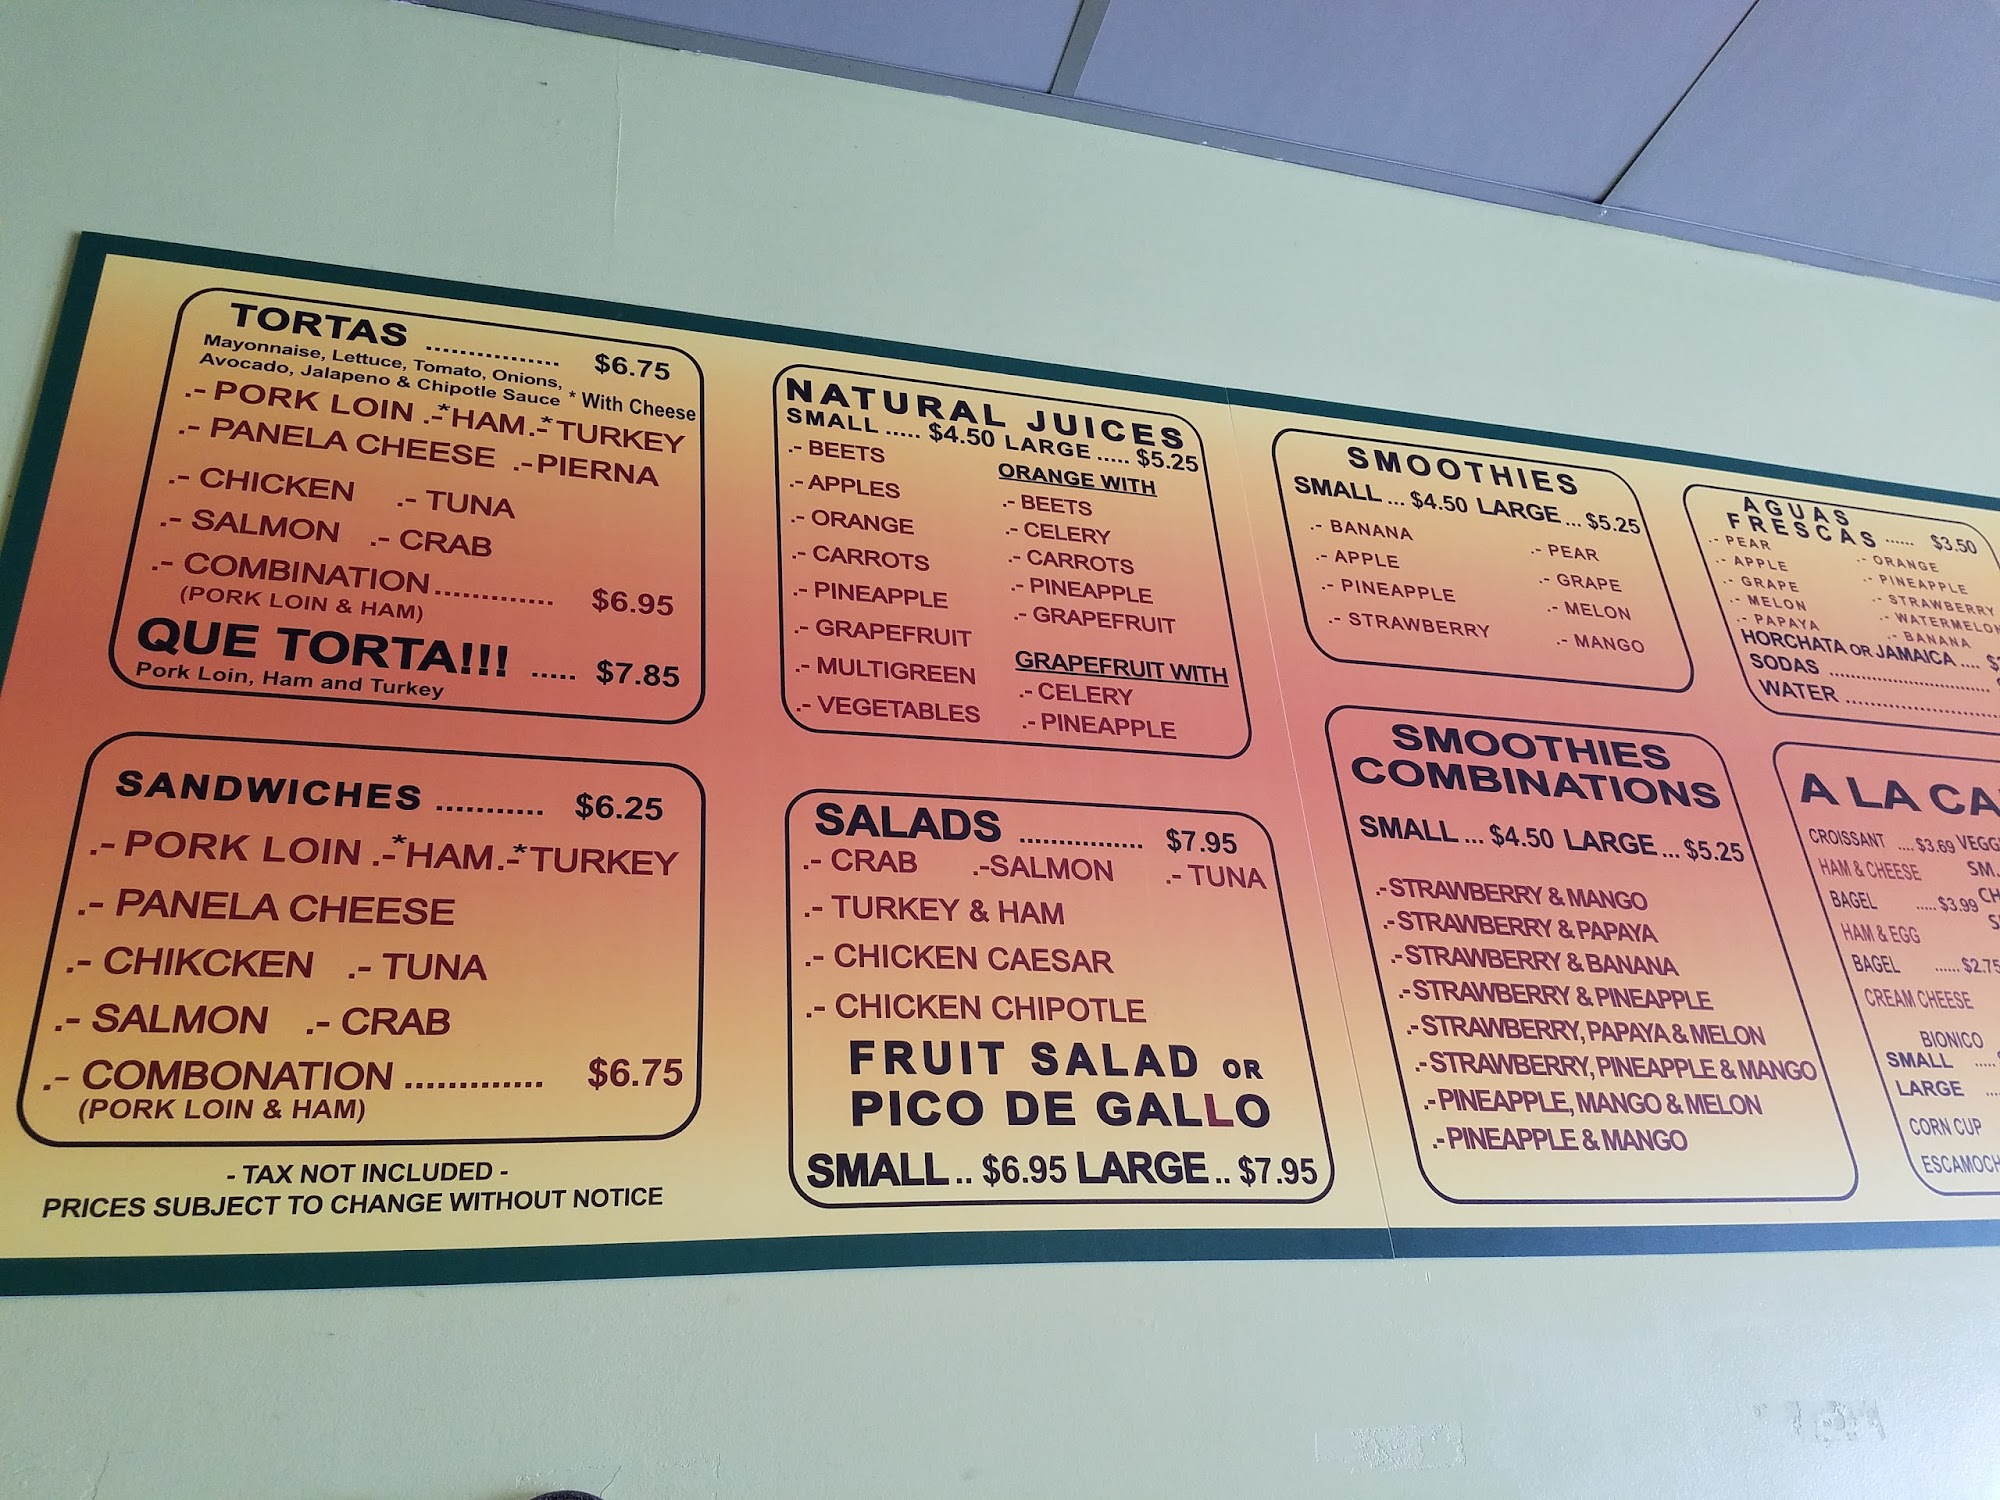 TORTAS ................. $6.75
Mayonnaise, Lettuce, Tomato, Onions,
Avocado, Jalapeno & Chipotle Sauce * With Cheese
.- PORK LOIN .-*HAM.-*TURKEY
.- PANELA CHEESE .-PIERNA
.- CHICKEN .- TUNA
.- SALMON .- CRAB
.- COMBINATION ............. $6.95
(PORK LOIN & HAM)
QUE TORTA!!! ..... $7.85
Pork Loin, Ham and Turkey
SANDWICHES ........... $6.25
.- PORK LOIN .-*HAM.-*TURKEY
.- PANELA CHEESE
.- CHIKCKEN .- TUNA
.- SALMON .- CRAB
.- COMBONATION ............. $6.75
(PORK LOIN & HAM)
- TAX NOT INCLUDED -
PRICES SUBJECT TO CHANGE WITHOUT NOTICE
NATURAL JUICES
SMALL ..... $4.50 LARGE ..... $5.25
.- BEETS
.- APPLES
.- ORANGE
.- CARROTS
.- PINEAPPLE
.- GRAPEFRUIT
.- MULTIGREEN
.- VEGETABLES
ORANGE WITH
.- BEETS
.- CELERY
.- CARROTS
.- PINEAPPLE
.- GRAPEFRUIT
GRAPEFRUIT WITH
.- CELERY
.- PINEAPPLE
SALADS ................ $7.95
.- CRAB .-SALMON .- TUNA
.- TURKEY & HAM
.- CHICKEN CAESAR
.- CHICKEN CHIPOTLE
FRUIT SALAD OR
PICO DE GALLO
SMALL .. $6.95 LARGE .. $7.95
SMOOTHIES
SMALL ... $4.50 LARGE ... $5.25
.- BANANA
.- APPLE
.- PINEAPPLE
.- STRAWBERRY
.- PEAR
.- GRAPE
.- MELON
.- MANGO
SMOOTHIES
COMBINATIONS
SMALL ... $4.50 LARGE ... $5.25
.- STRAWBERRY & MANGO
.- STRAWBERRY & PAPAYA
.- STRAWBERRY & BANANA
.- STRAWBERRY & PINEAPPLE
.- STRAWBERRY, PAPAYA & MELON
.- STRAWBERRY, PINEAPPLE & MANGO
.- PINEAPPLE, MANGO & MELON
.- PINEAPPLE & MANGO
AGUAS
FRESCAS ...... $3.50
.- PEAR
.- APPLE
.- GRAPE
.- MELON
.- PAPAYA
.- ORANGE
.- PINEAPPLE
.- STRAWBERRY
.- WATERMELON
.- BANANA
HORCHATA OR JAMAICA .... $
SODAS ..............................
WATER ..............................
A LA CA
CROISSANT .... $3.69 VEGG
HAM & CHEESE SM.
BAGEL ..... $3.99 CH
HAM & EGG S
BAGEL ...... $2.75
CREAM CHEESE
BIONICO
SMALL .....
LARGE ...
CORN CUP
ESCAMOCH